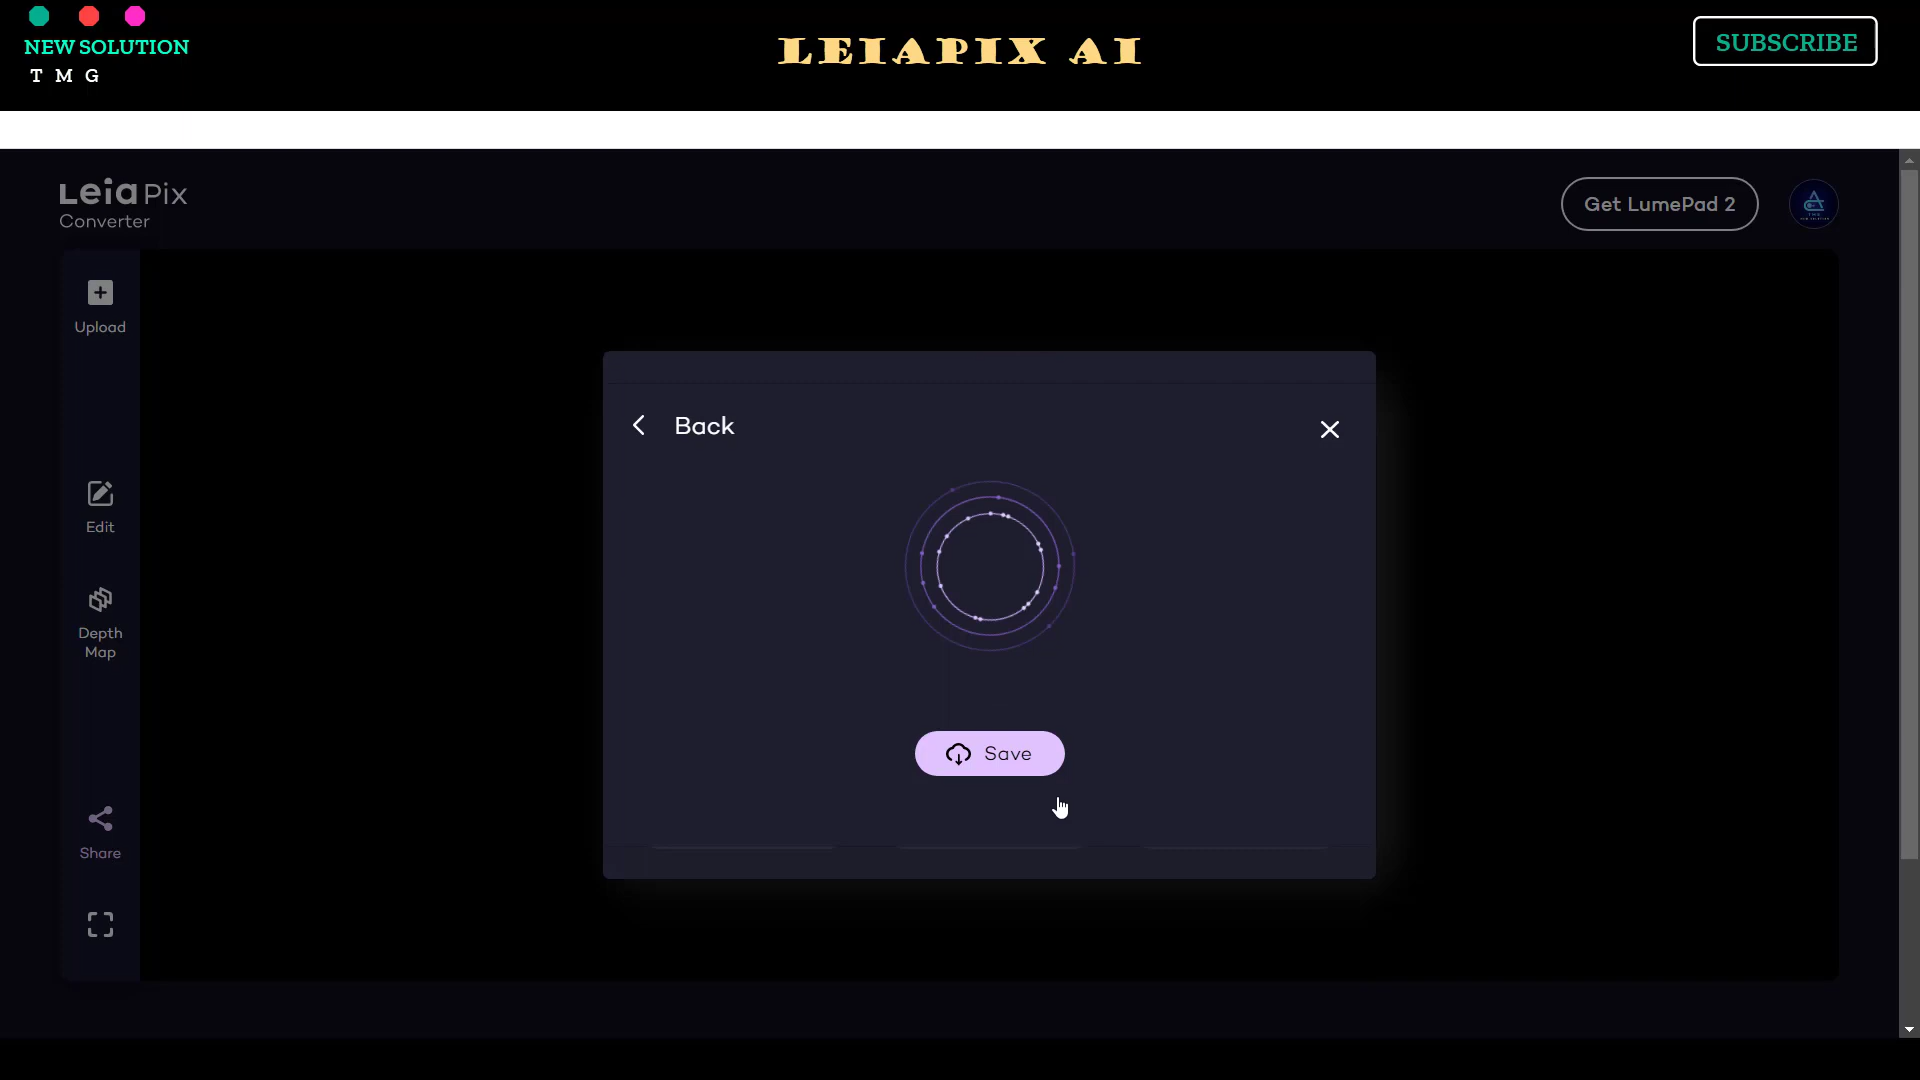 NEW SOLUTION
T M G
LEIAPIX AI
SUBSCRIBE
Leia Pix
Converter
Get LumePad 2
Upload
Back
Edit
Depth
Map
Save
Share